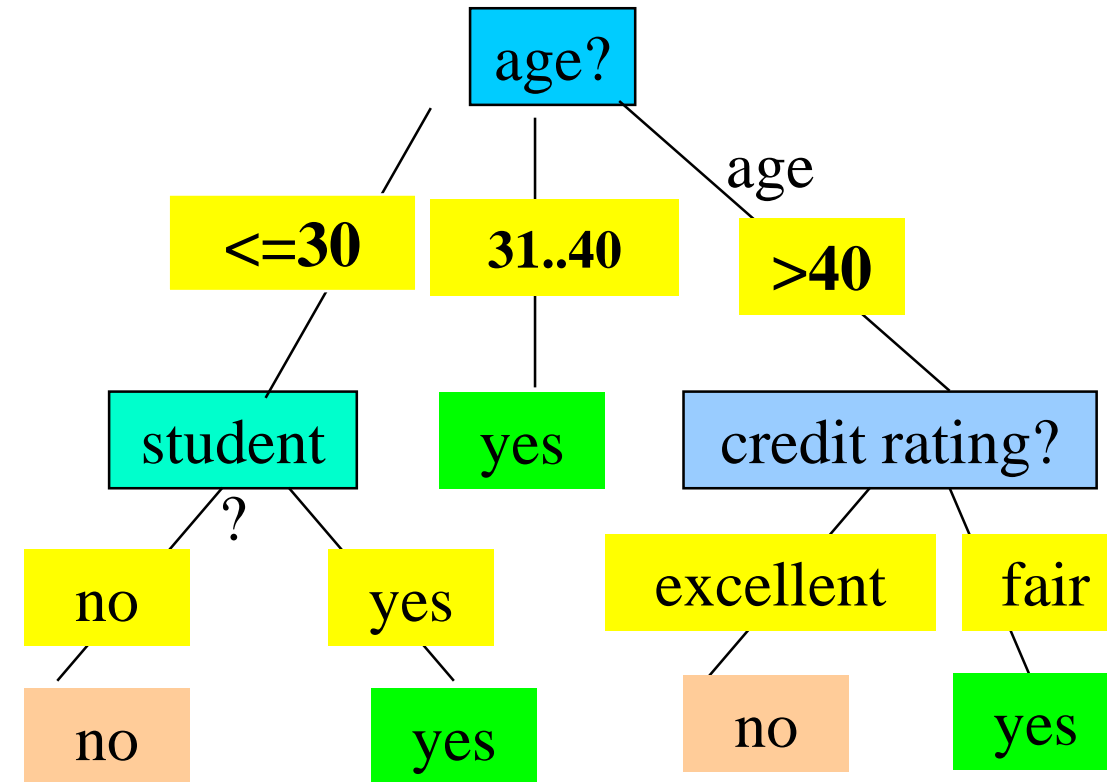 age?
age
<=30
31..40
>40
student
?
yes
credit rating?
no
yes
excellent
fair
no
yes
no
yes